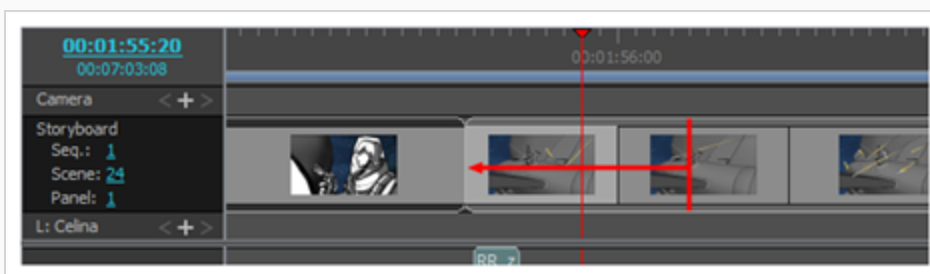 00:01:55:20
00:07:03:08
00:01:56:00
Camera
Storyboard
Seq.: 1
Scene: 24
Panel: 1
L: Celina
RR_z